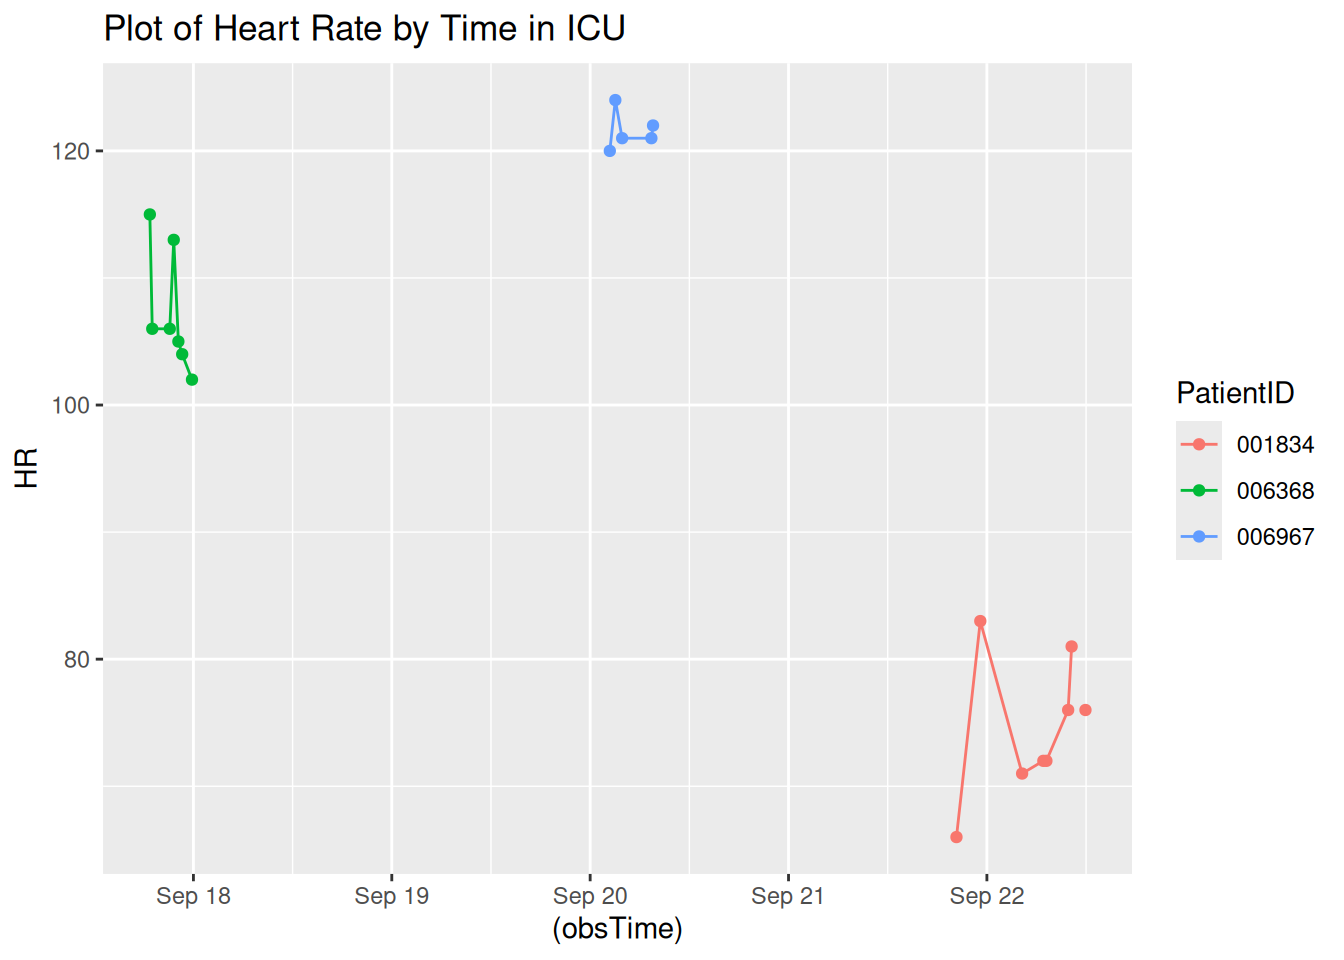 Plot of Heart Rate by Time in ICU
120
100
80
HR
Sep 18
Sep 19
Sep 20
Sep 21
Sep 22
(obsTime)
PatientID
001834
006368
006967